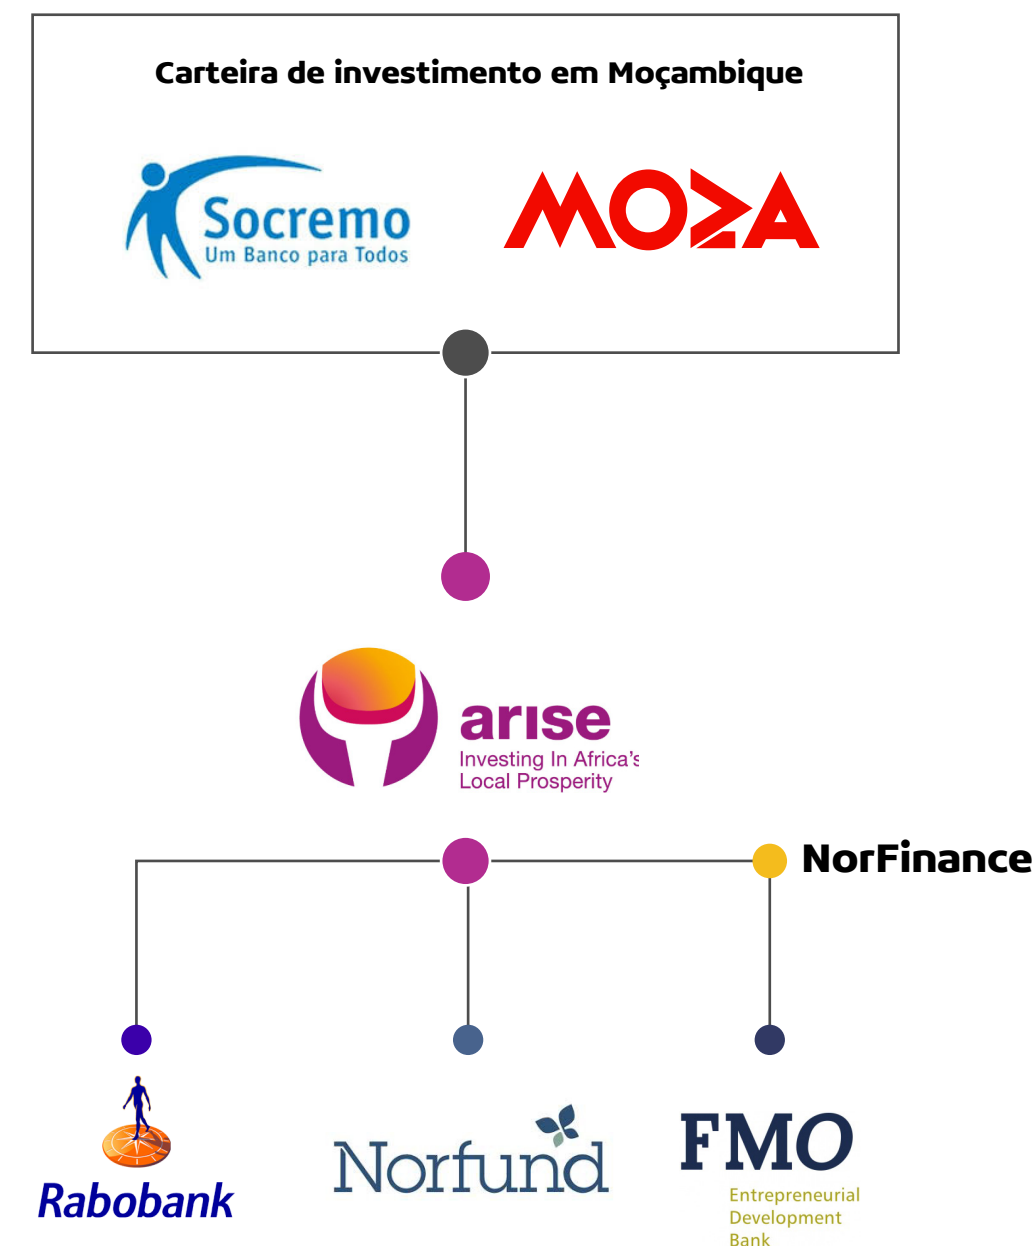 Carteira de investimento em Moçambique
Socremo
Um Banco para Todos
MOZA
arise
Investing In Africa's
Local Prosperity
NorFinance
Rabobank
Norfund
FMO
Entrepreneurial
Development
Bank